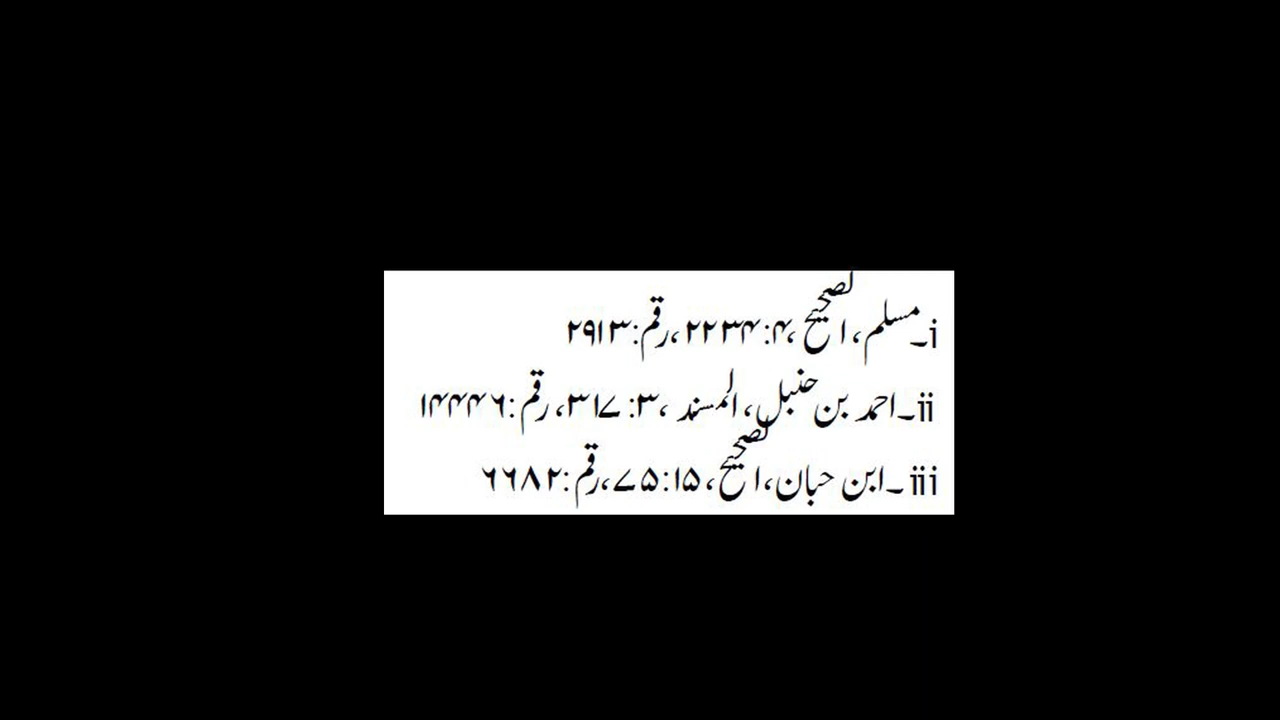 i۔مسلم، الصحیح ،۴: ۲۲۳۴ ،رقم: ۲۹۱۳
ii۔احمد بن حنبل، المسند ،۳: ۳۱۷، رقم: ۱۴۴۴۶
iii ۔ابن حبان، الصحیح، ۱۵: ۷۵،رقم: ۶۶۸۲